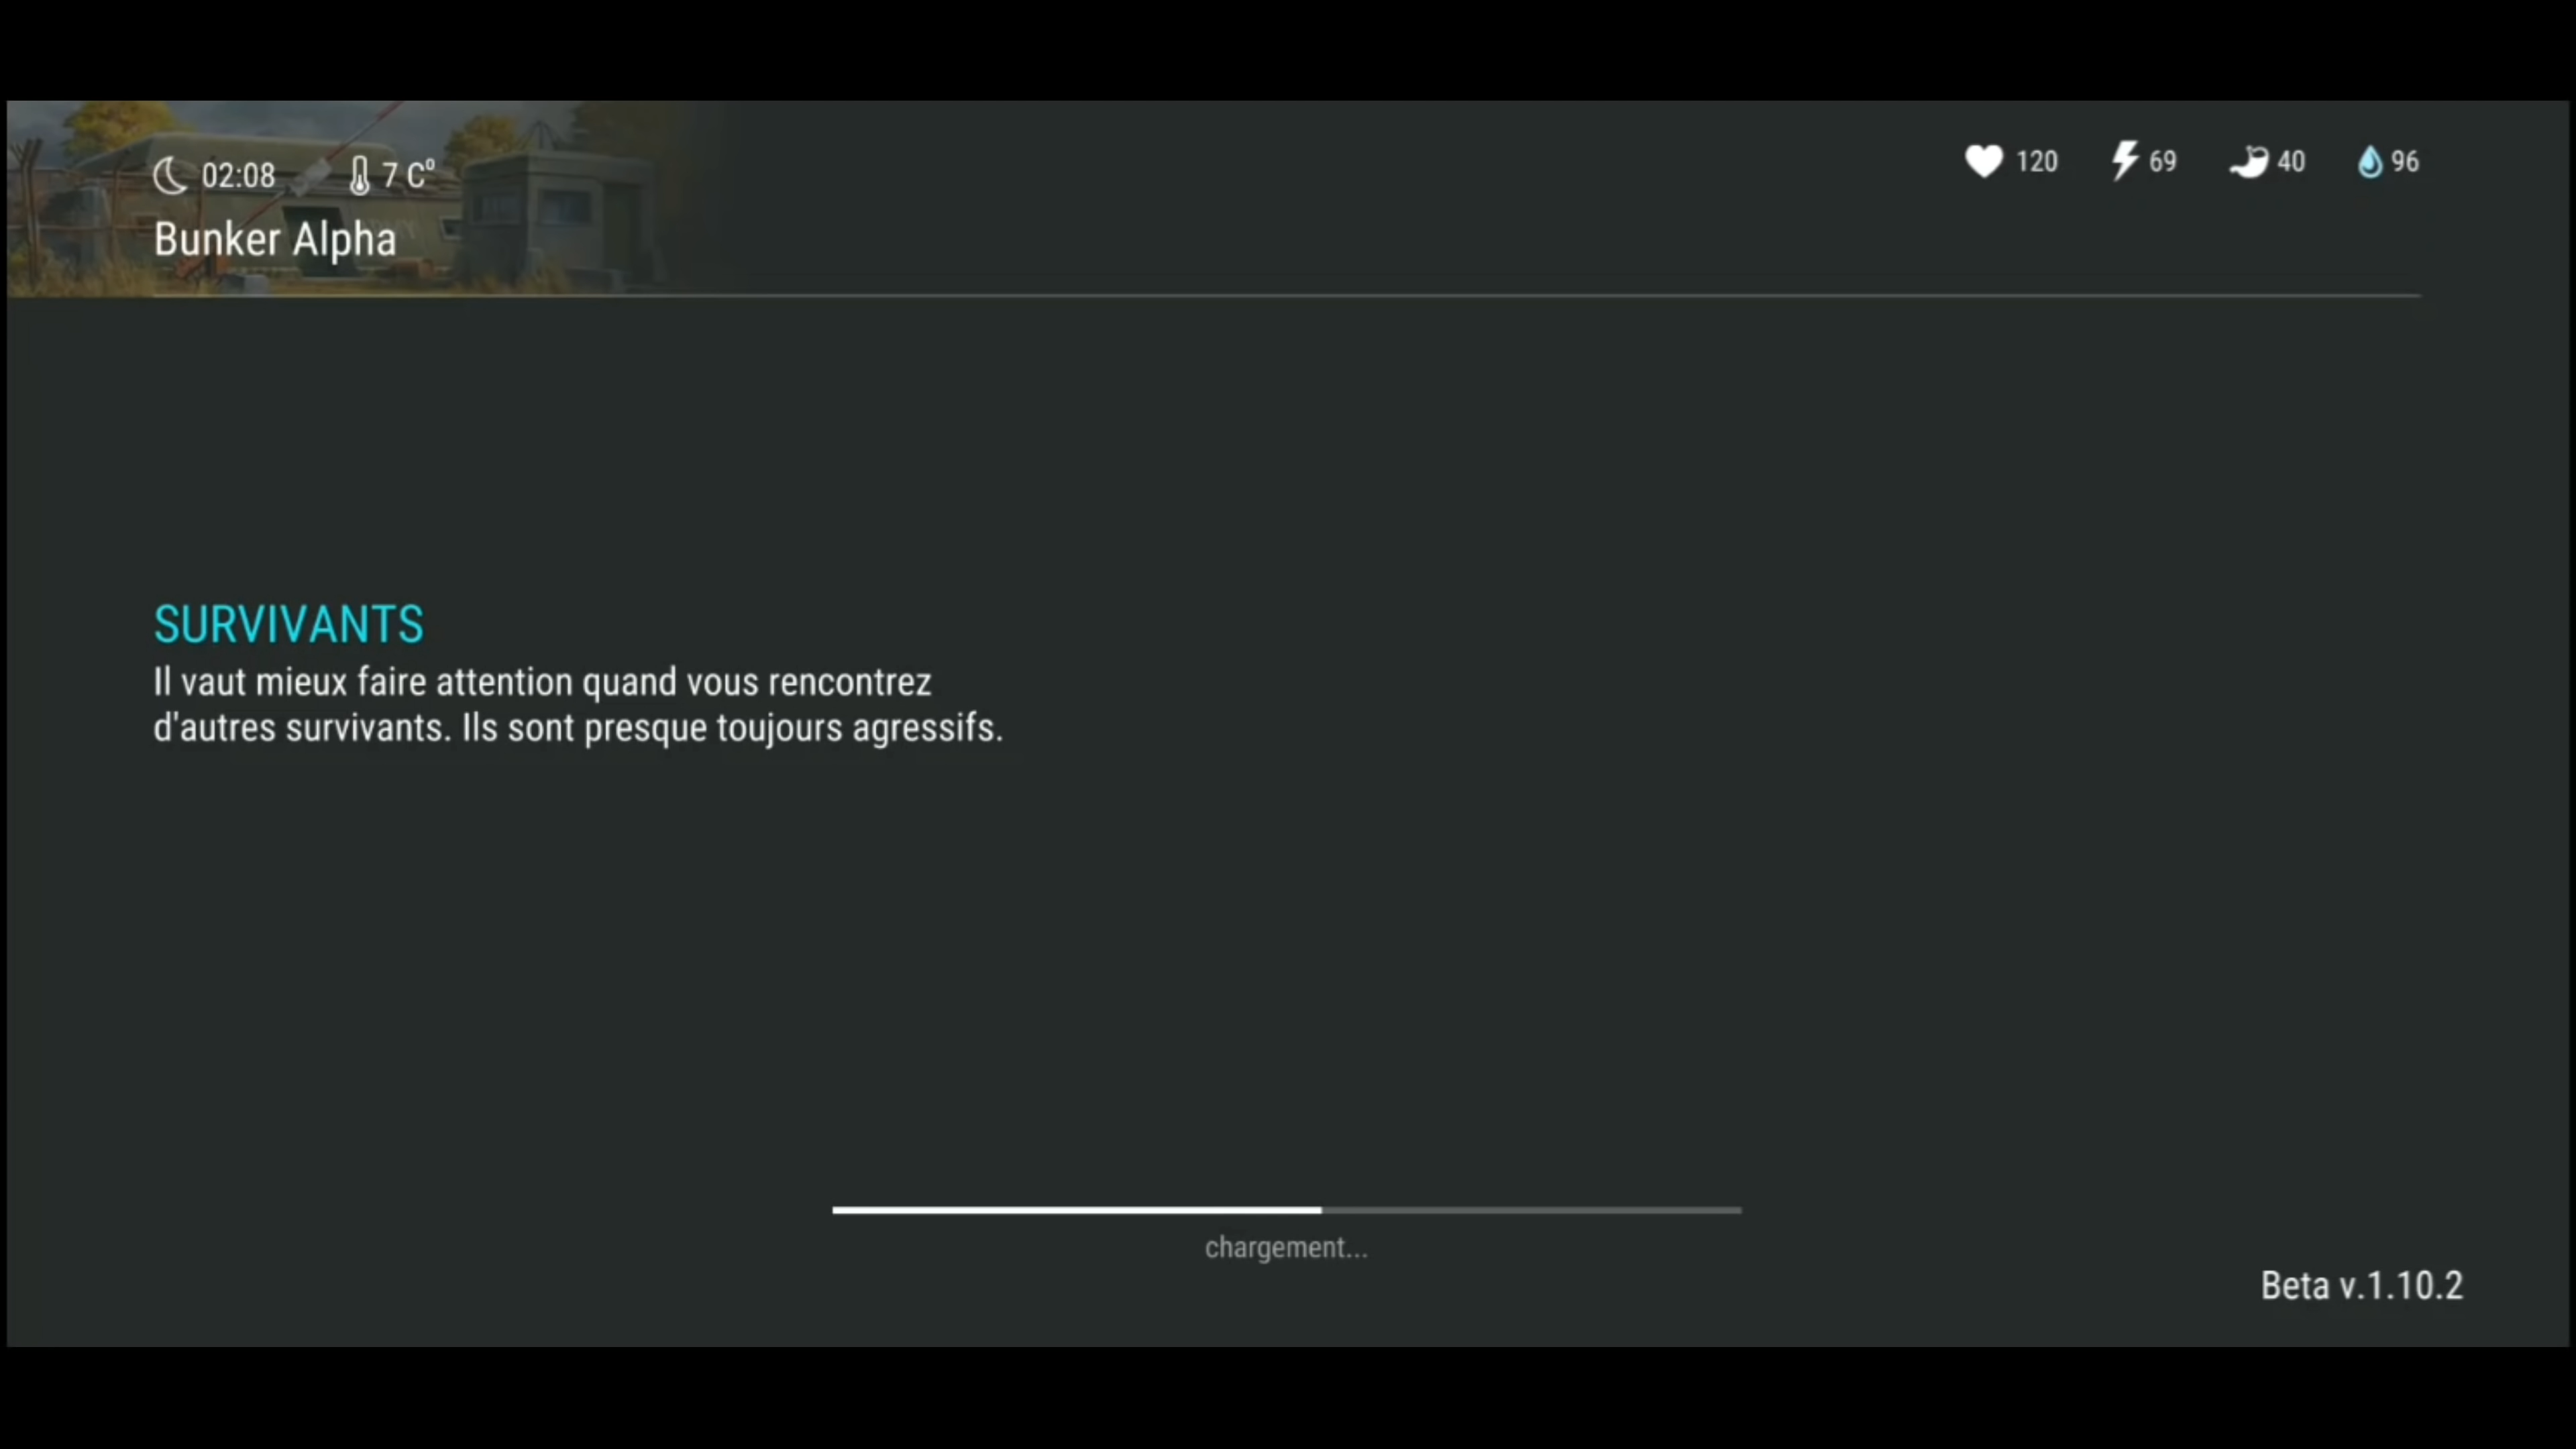 02:08 7 C°
120 69 40 96
Bunker Alpha
SURVIVANTS
Il vaut mieux faire attention quand vous rencontrez
d'autres survivants. Ils sont presque toujours agressifs.
chargement...
Beta v.1.10.2